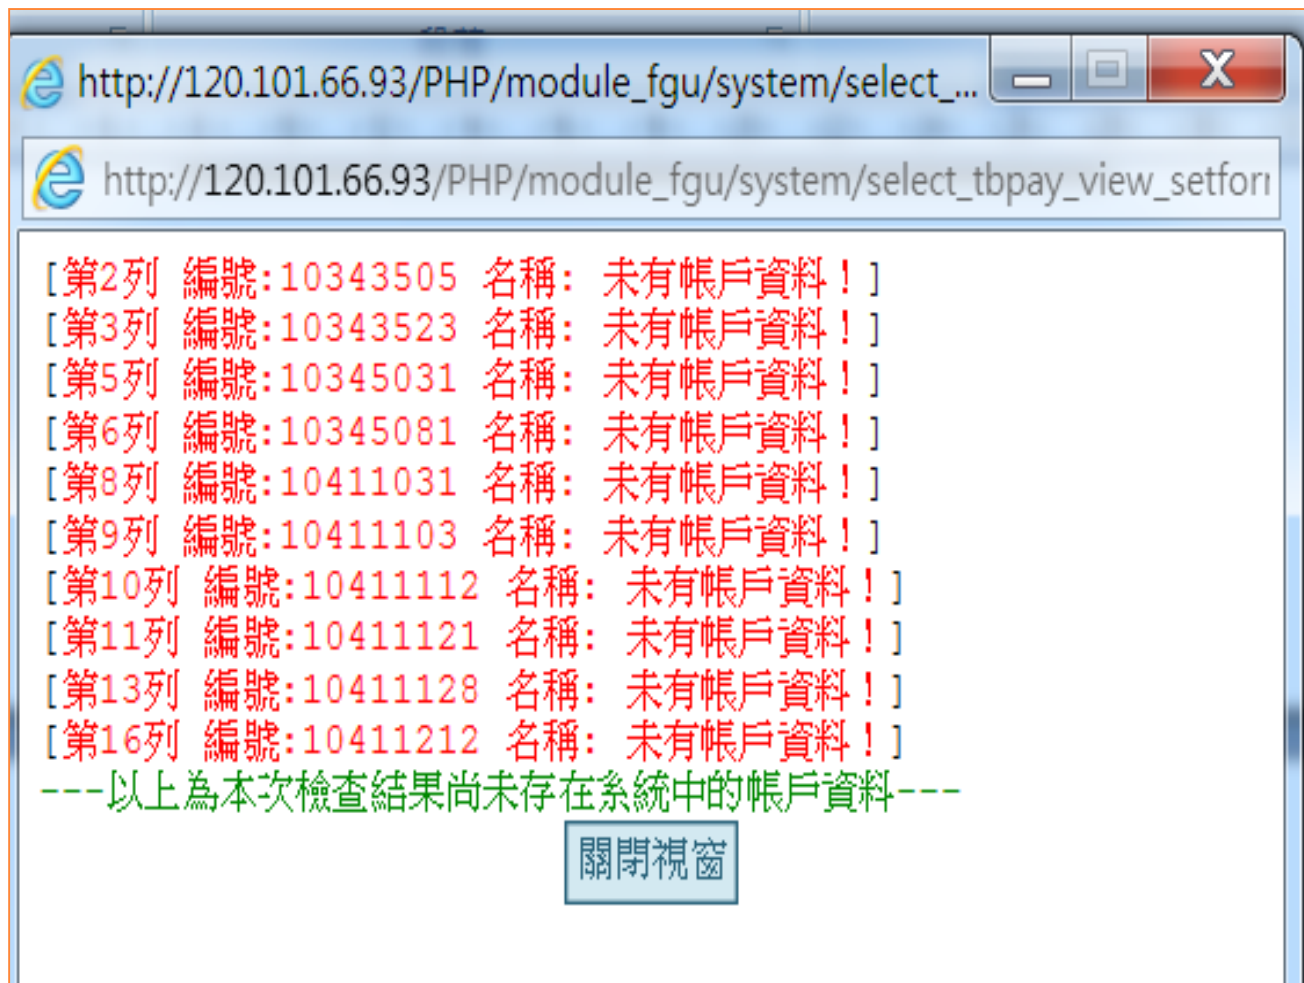 http://120.101.66.93/PHP/module_fgu/system/select_...
X
http://120.101.66.93/PHP/module_fgu/system/select_tbpay_view_setfor
[第2列 編號:10343505 名稱: 未有帳戶資料！]
[第3列 編號:10343523 名稱: 未有帳戶資料！]
[第5列 編號:10345031 名稱: 未有帳戶資料！]
[第6列 編號:10345081 名稱: 未有帳戶資料！]
[第8列 編號:10411031 名稱: 未有帳戶資料！]
[第9列 編號:10411103 名稱: 未有帳戶資料！]
[第10列 編號:10411112 名稱: 未有帳戶資料！]
[第11列 編號:10411121 名稱: 未有帳戶資料！]
[第13列 編號:10411128 名稱: 未有帳戶資料！]
[第16列 編號:10411212 名稱: 未有帳戶資料！]
---以上為本次檢查結果尚未存在系統中的帳戶資料---
關閉視窗